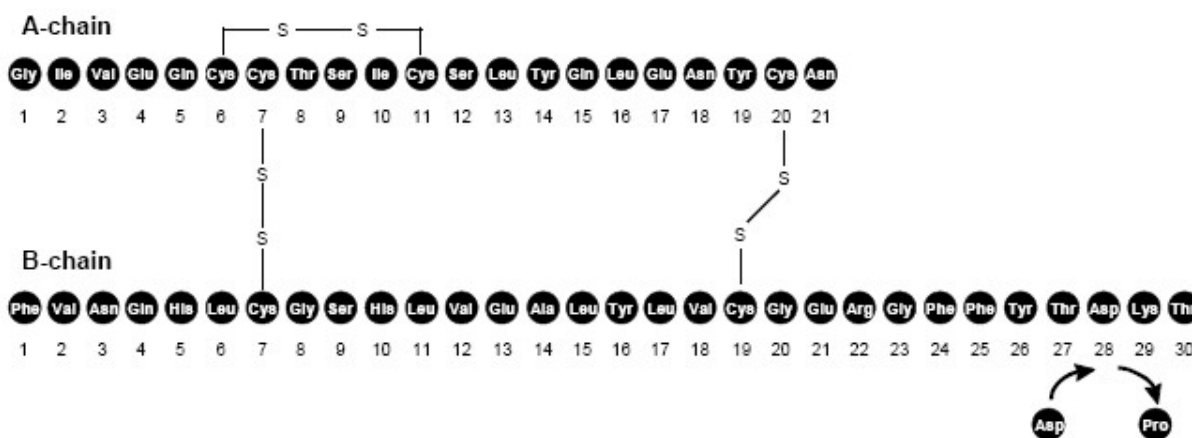 A-chain
S S
Gly Ile Val Glu Gln Cys Cys Thr Ser Ile Cys Ser Leu Tyr Gln Leu Glu Asn Tyr Cys Asn
1 2 3 4 5 6 7 8 9 10 11 12 13 14 15 16 17 18 19 20 21
S S
S S
B-chain
Phe Val Asn Gln His Leu Cys Gly Ser His Leu Val Glu Ala Leu Tyr Leu Val Cys Gly Glu Arg Gly Phe Phe Tyr Thr Asp Lys Thr
1 2 3 4 5 6 7 8 9 10 11 12 13 14 15 16 17 18 19 20 21 22 23 24 25 26 27 28 29 30
Asp Pro